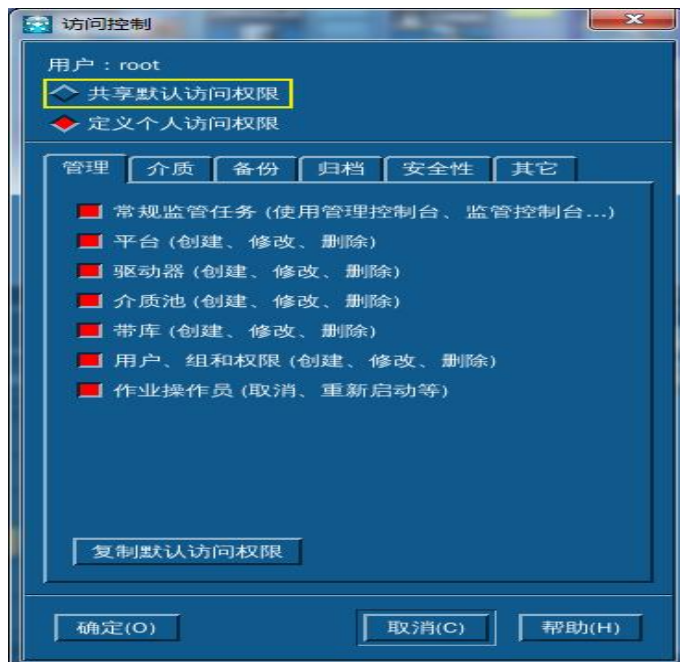 访问控制
用户：root
共享默认访问权限
定义个人访问权限
管理 介质 备份 归档 安全性 其它
常规监管任务 (使用管理控制台、监管控制台...)
平台 (创建、修改、删除)
驱动器 (创建、修改、删除)
介质池 (创建、修改、删除)
带库 (创建、修改、删除)
用户、组和权限 (创建、修改、删除)
作业操作员 (取消、重新启动等)
复制默认访问权限
确定(O) 取消(C) 帮助(H)